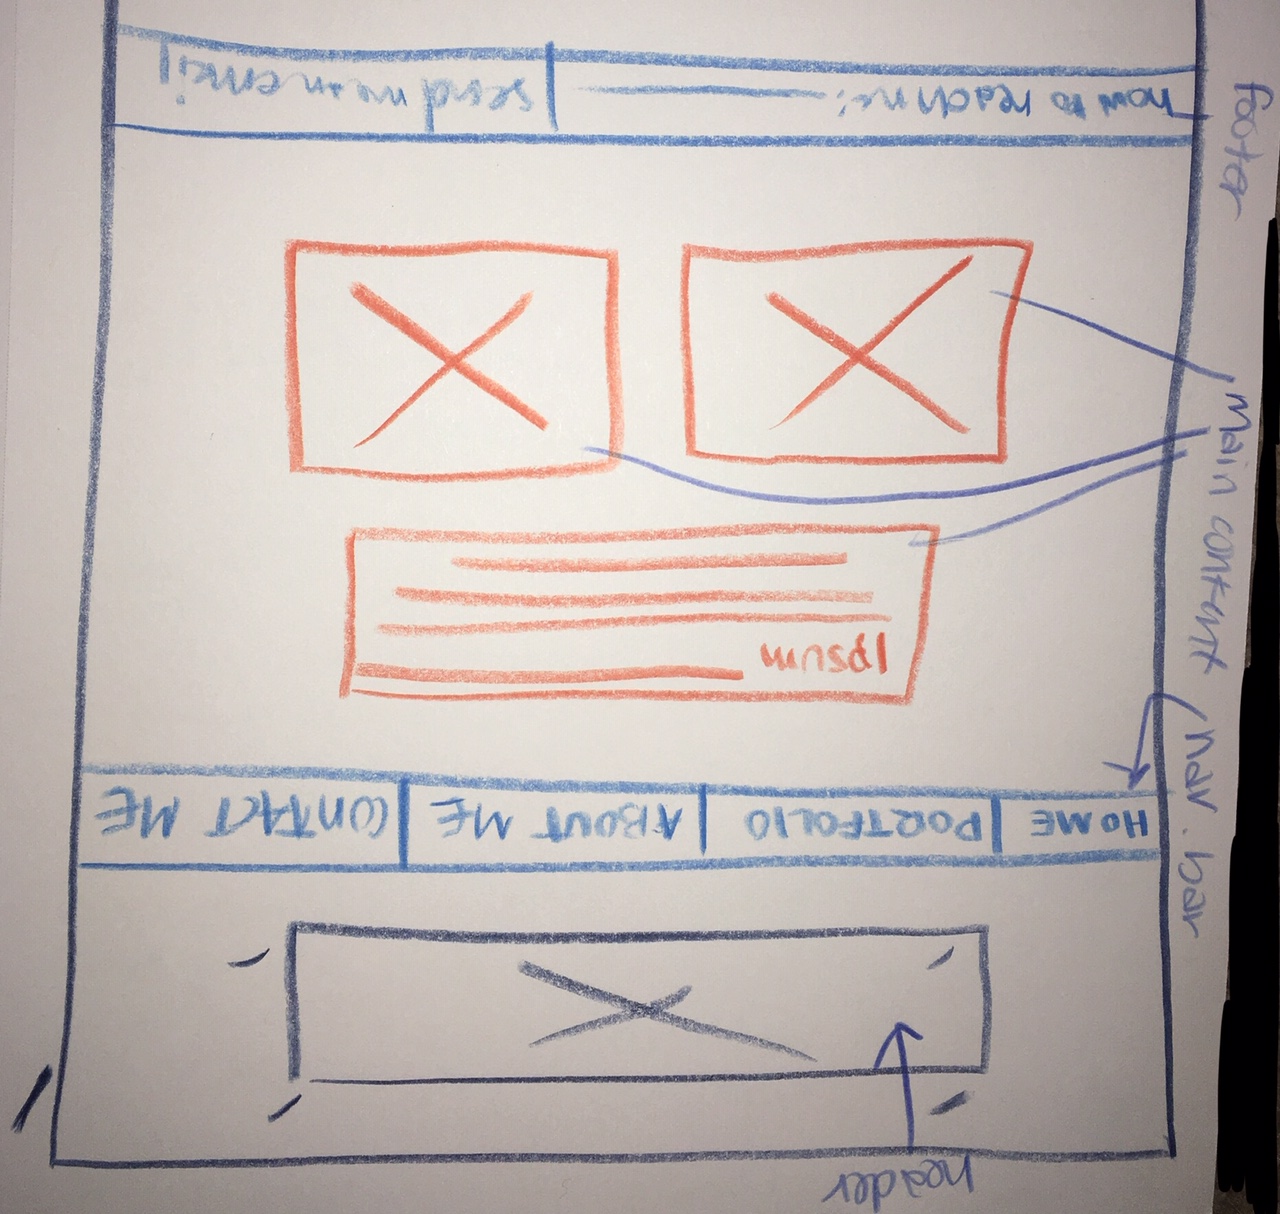 header
HOME PORTFOLIO ABOUT ME CONTACT ME
nav. bar
Ipsum
main content
footer
how to reach me:
send me an email